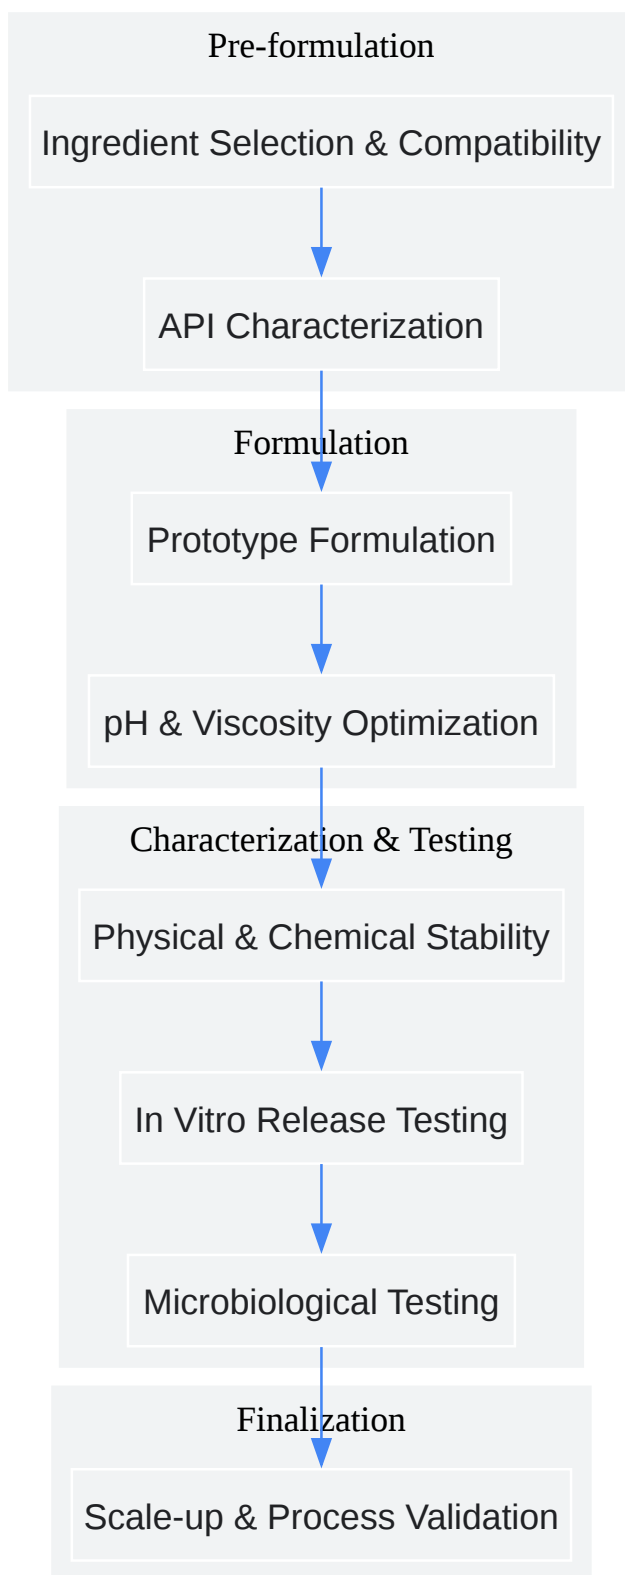 Pre-formulation
Ingredient Selection & Compatibility
API Characterization
Formulation
Prototype Formulation
pH & Viscosity Optimization
Characterization & Testing
Physical & Chemical Stability
In Vitro Release Testing
Microbiological Testing
Finalization
Scale-up & Process Validation